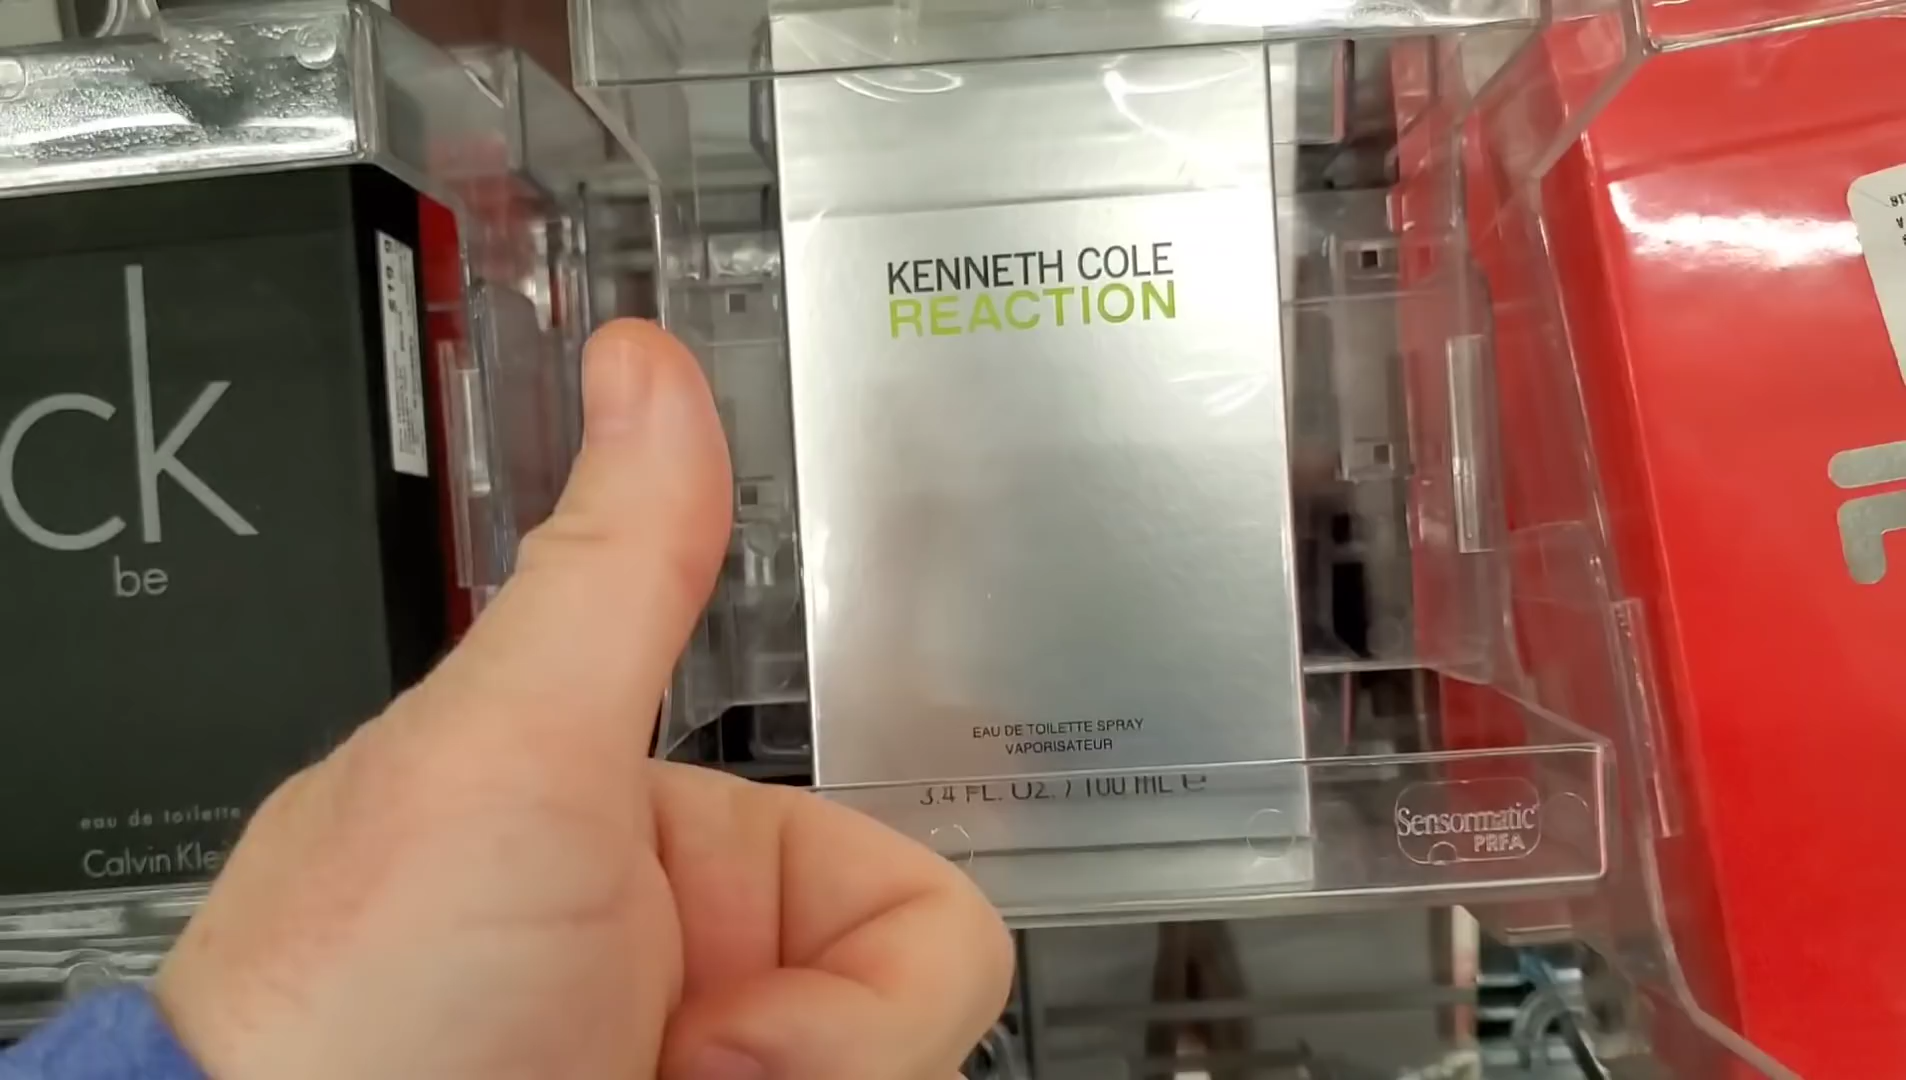 ck
be
eau de toilette
Calvin Kle
KENNETH COLE
REACTION
EAU DE TOILETTE SPRAY
VAPORISATEUR
3.4 FL. OZ. / 100 mL e
Sensormatic
PRFA